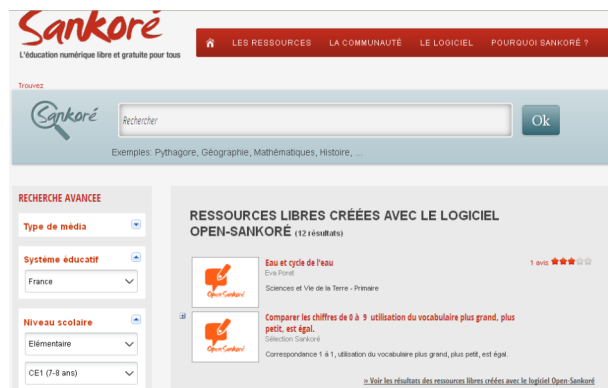 Sankoré
L'éducation numérique libre et gratuite pour tous
LES RESSOURCES LA COMMUNAUTÉ LE LOGICIEL POURQUOI SANKORÉ ?
Trouvez
Sankoré
Rechercher
Ok
Exemples: Pythagore, Géographie, Mathématiques, Histoire, ...
RECHERCHE AVANCEE
Type de média
Système éducatif
France
Niveau scolaire
Elémentaire
CE1 (7-8 ans)
RESSOURCES LIBRES CRÉÉES AVEC LE LOGICIEL
OPEN-SANKORÉ (12 résultats)
Open-Sankoré
Eau et cycle de l'eau
1 avis
Eva Poret
Sciences et Vie de la Terre - Primaire
Open-Sankoré
Comparer les chiffres de 0 à 9 utilisation du vocabulaire plus grand, plus
petit, est égal.
Sélection Sankoré
Correspondance 1 à 1, utilisation du vocabulaire plus grand, plus petit, est égal.
» Voir les résultats des ressources libres créées avec le logiciel Open-Sankoré